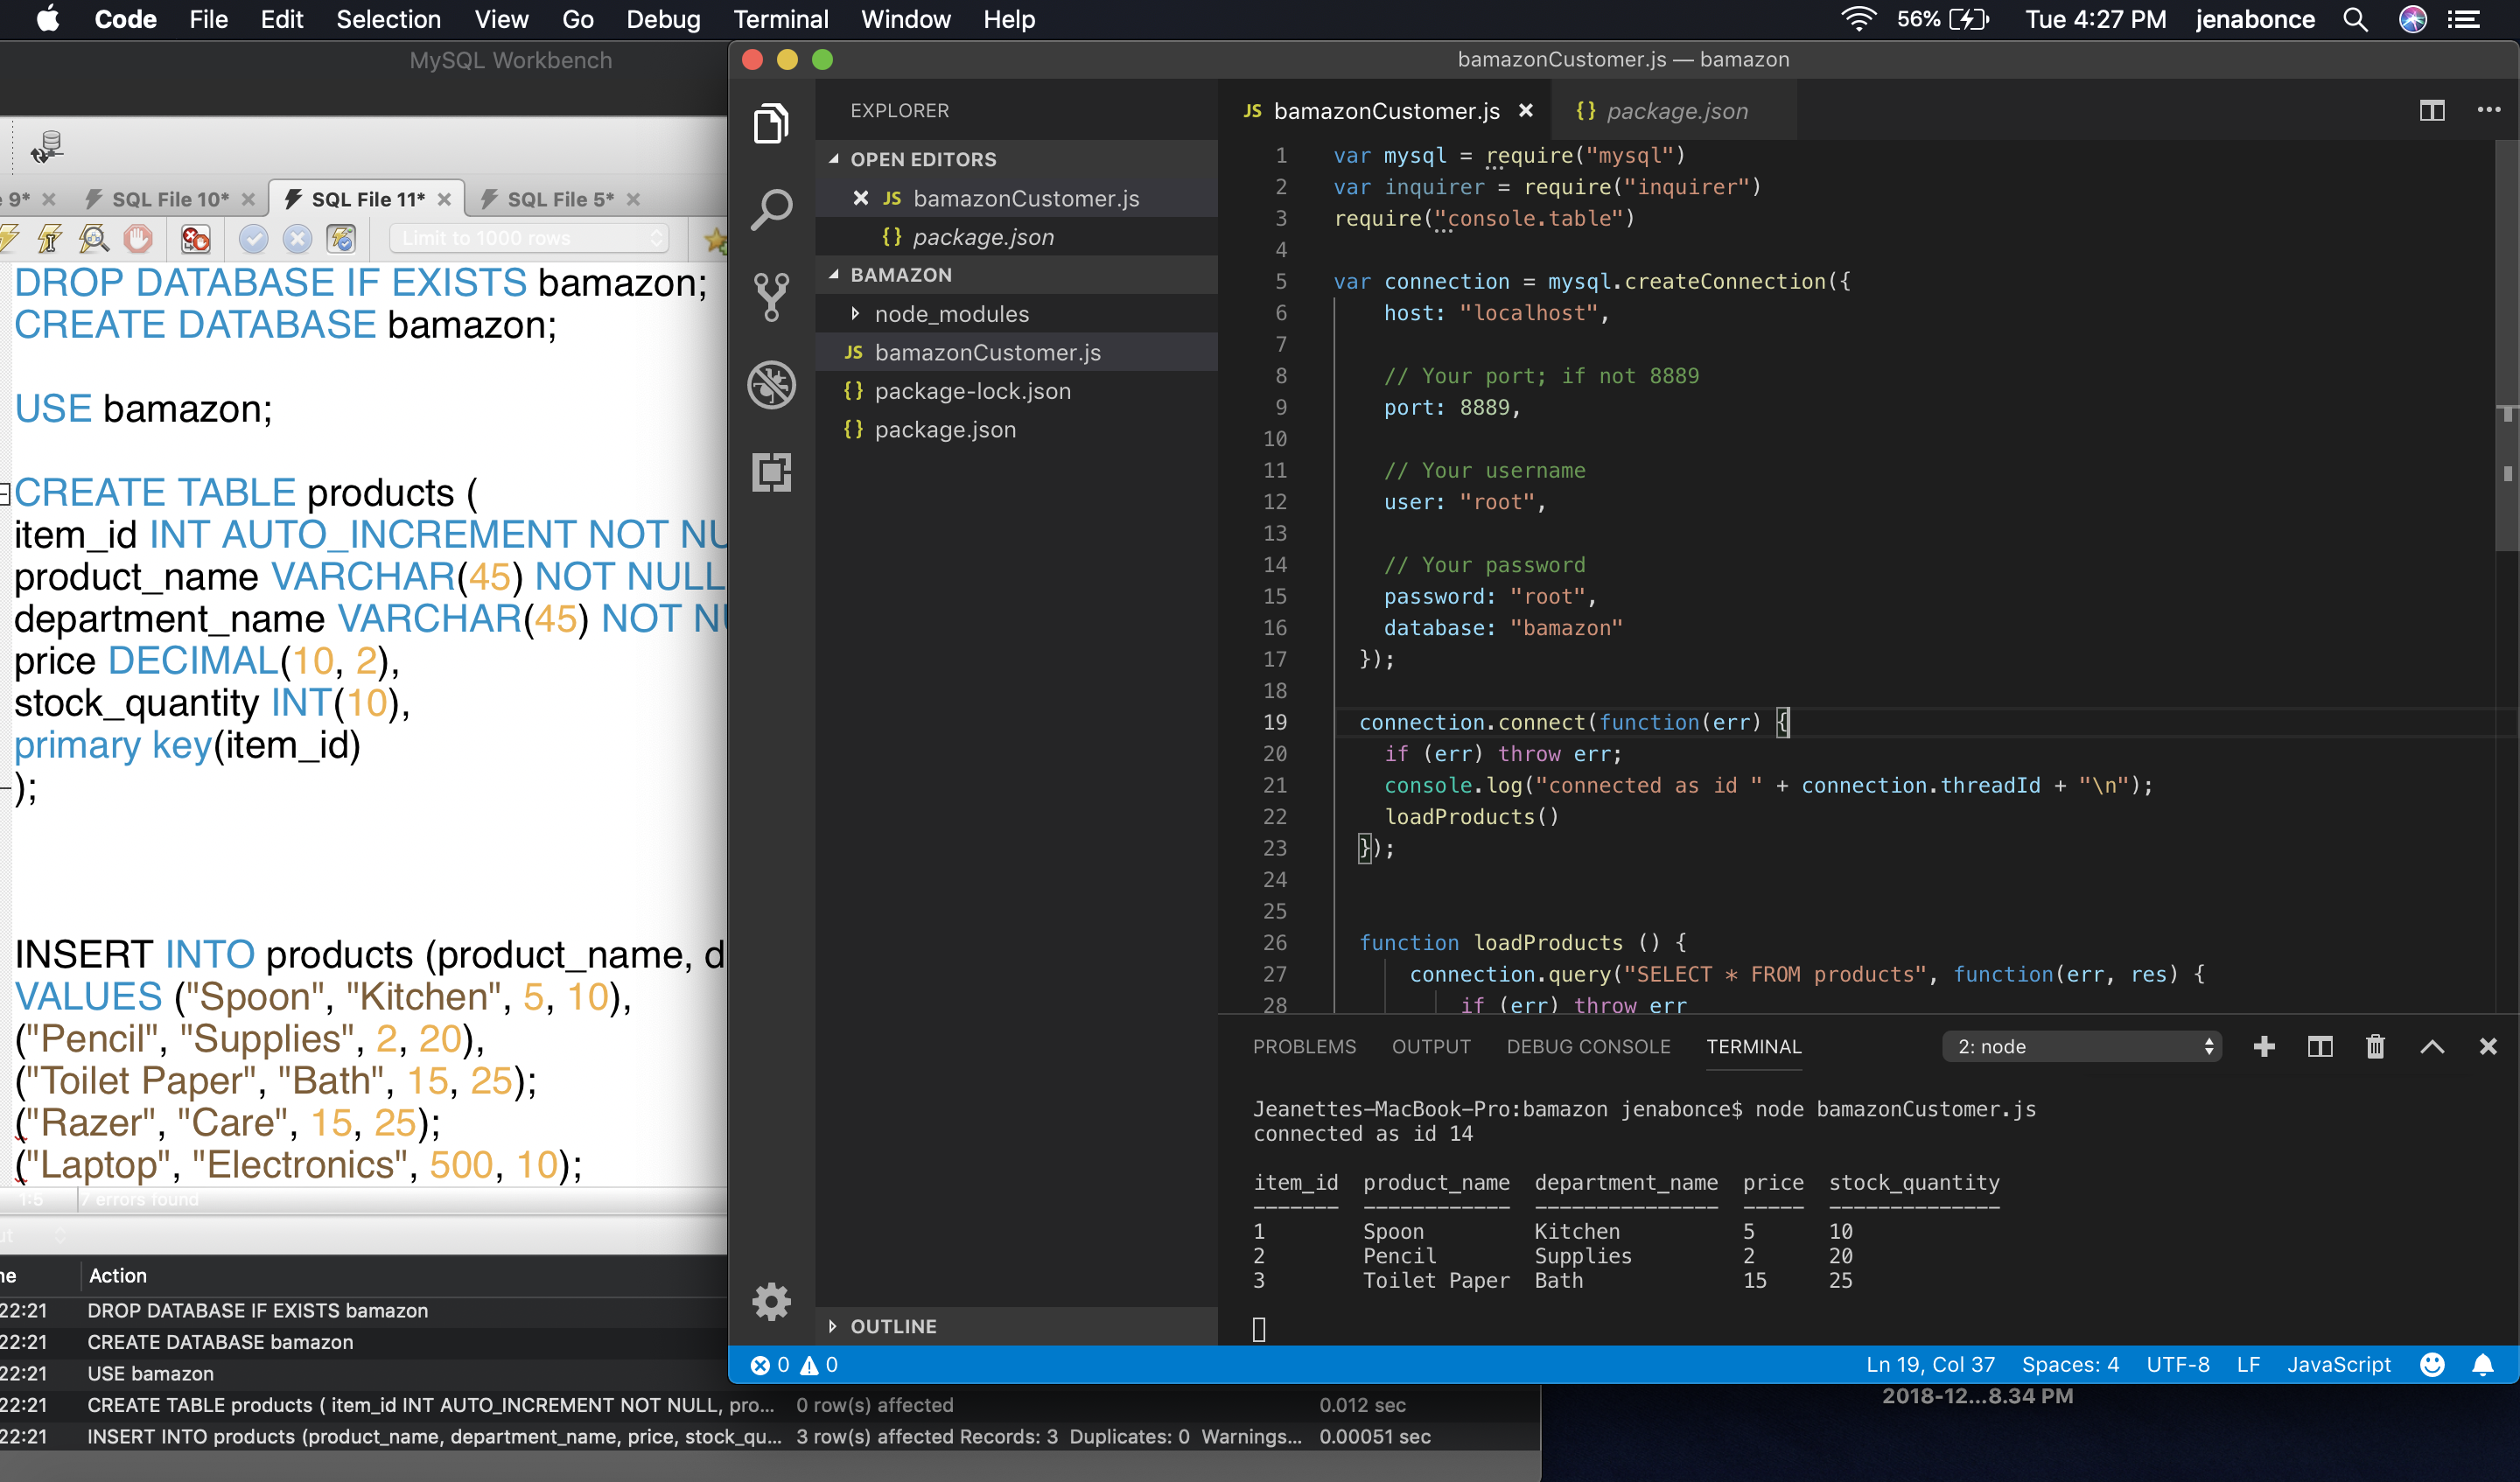 Code File Edit Selection View Go Debug Terminal Window Help 56% Tue 4:27 PM jenabonce
MySQL Workbench
9* SQL File 10* SQL File 11* SQL File 5*
Limit to 1000 rows
DROP DATABASE IF EXISTS bamazon;
CREATE DATABASE bamazon;
USE bamazon;
CREATE TABLE products (
item_id INT AUTO_INCREMENT NOT NU
product_name VARCHAR(45) NOT NULL
department_name VARCHAR(45) NOT NU
price DECIMAL(10, 2),
stock_quantity INT(10),
primary key(item_id)
);
INSERT INTO products (product_name, d
VALUES ("Spoon", "Kitchen", 5, 10),
("Pencil", "Supplies", 2, 20),
("Toilet Paper", "Bath", 15, 25);
("Razer", "Care", 15, 25);
("Laptop", "Electronics", 500, 10);
1:5 7 errors found
ut
ne Action
22:21 DROP DATABASE IF EXISTS bamazon
22:21 CREATE DATABASE bamazon
22:21 USE bamazon
22:21 CREATE TABLE products ( item_id INT AUTO_INCREMENT NOT NULL, pro... 0 row(s) affected 0.012 sec
22:21 INSERT INTO products (product_name, department_name, price, stock_qu... 3 row(s) affected Records: 3 Duplicates: 0 Warnings... 0.00051 sec
bamazonCustomer.js — bamazon
EXPLORER
OPEN EDITORS
JS bamazonCustomer.js
{} package.json
BAMAZON
node_modules
JS bamazonCustomer.js
{} package-lock.json
{} package.json
OUTLINE
JS bamazonCustomer.js {} package.json
1 var mysql = require("mysql")
2 var inquirer = require("inquirer")
3 require("console.table")
4
5 var connection = mysql.createConnection({
6 host: "localhost",
7
8 // Your port; if not 8889
9 port: 8889,
10
11 // Your username
12 user: "root",
13
14 // Your password
15 password: "root",
16 database: "bamazon"
17 });
18
19 connection.connect(function(err) {
20 if (err) throw err;
21 console.log("connected as id " + connection.threadId + "\n");
22 loadProducts()
23 });
24
25
26 function loadProducts () {
27 connection.query("SELECT * FROM products", function(err, res) {
28 if (err) throw err
PROBLEMS OUTPUT DEBUG CONSOLE TERMINAL 2: node
Jeanettes-MacBook-Pro:bamazon jenabonce$ node bamazonCustomer.js
connected as id 14
item_id product_name department_name price stock_quantity
------- ------------ --------------- ----- --------------
1 Spoon Kitchen 5 10
2 Pencil Supplies 2 20
3 Toilet Paper Bath 15 25
0 0 Ln 19, Col 37 Spaces: 4 UTF-8 LF JavaScript
2018-12...8.34 PM